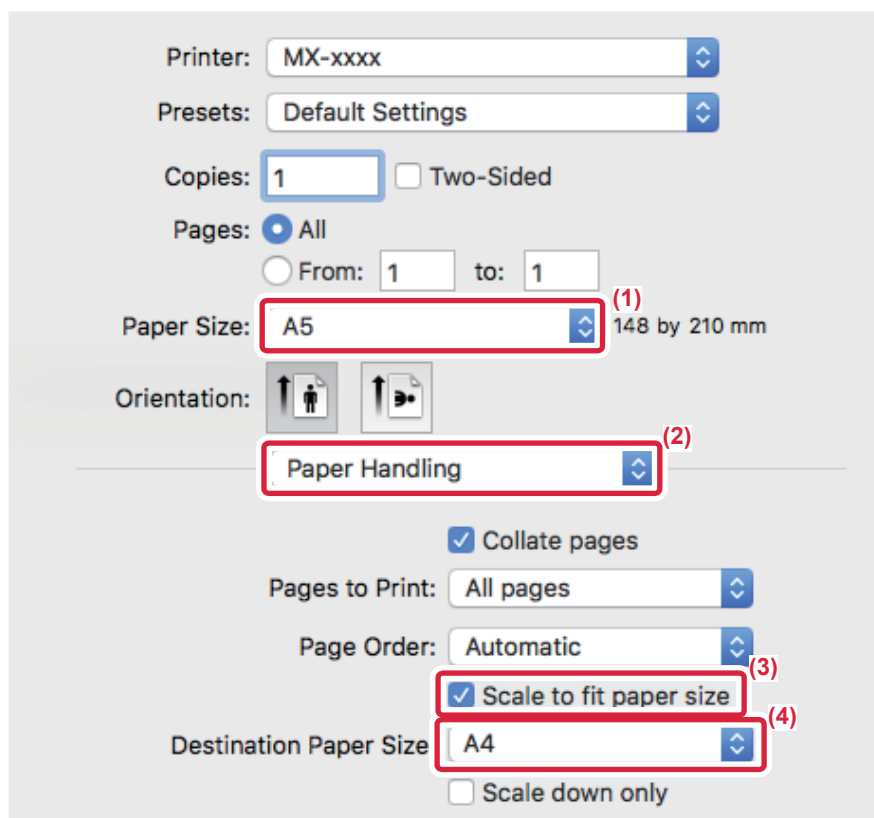 Printer: MX-xxxx
Presets: Default Settings
Copies: 1 Two-Sided
Pages: All
From: 1 to: 1
(1)
Paper Size: A5 148 by 210 mm
Orientation:
(2)
Paper Handling
Collate pages
Pages to Print: All pages
Page Order: Automatic
(3)
Scale to fit paper size
(4)
Destination Paper Size A4
Scale down only